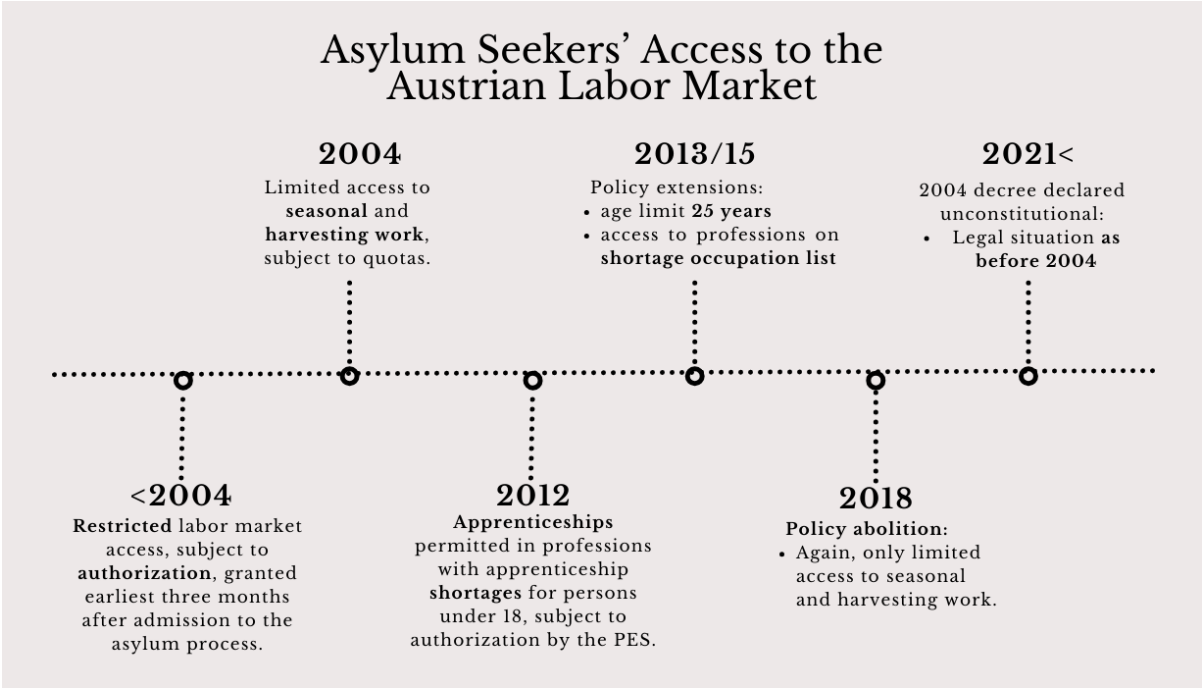 Asylum Seekers’ Access to the
Austrian Labor Market
2004
Limited access to
seasonal and
harvesting work,
subject to quotas.
2013/15
Policy extensions:
• age limit 25 years
• access to professions on
shortage occupation list
2021<
2004 decree declared
unconstitutional:
• Legal situation as
before 2004
<2004
Restricted labor market
access, subject to
authorization, granted
earliest three months
after admission to the
asylum process.
2012
Apprenticeships
permitted in professions
with apprenticeship
shortages for persons
under 18, subject to
authorization by the PES.
2018
Policy abolition:
• Again, only limited
access to seasonal
and harvesting work.